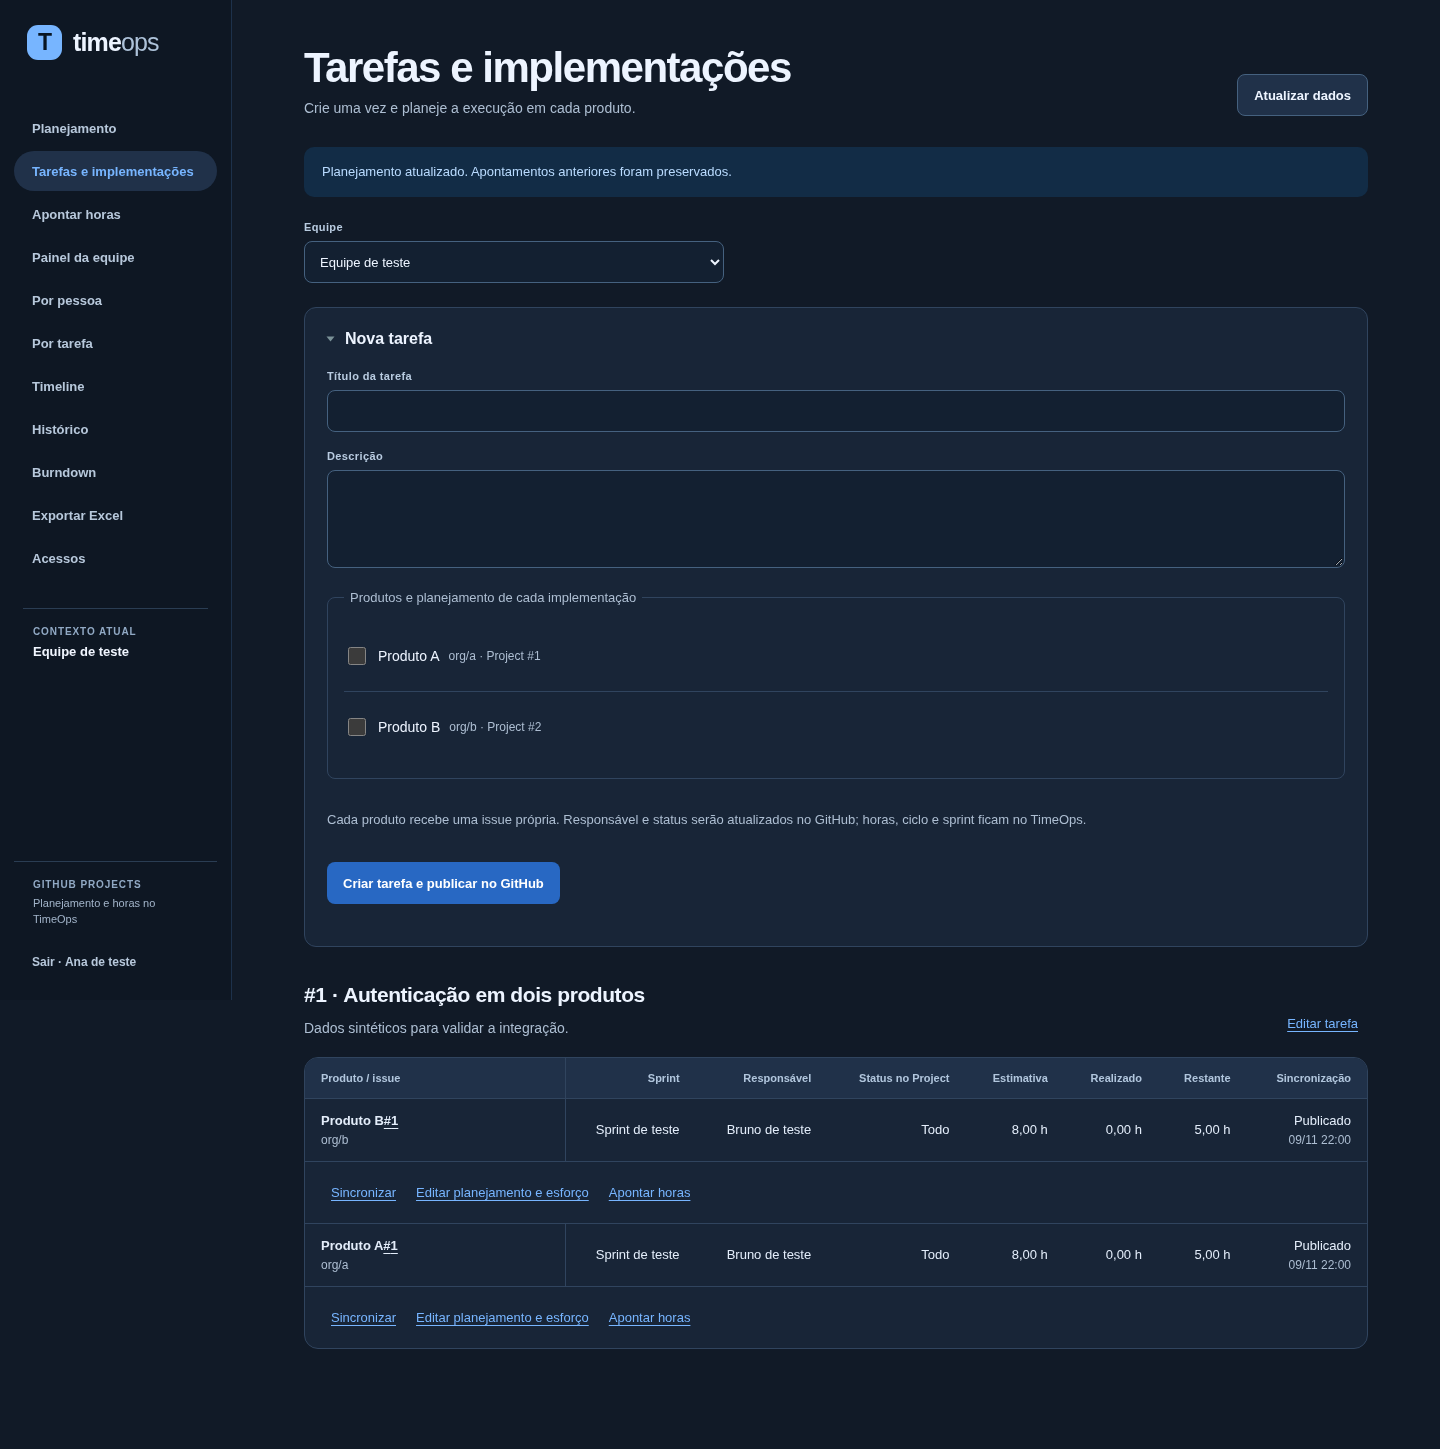 T timeops
Planejamento
Tarefas e implementações
Apontar horas
Painel da equipe
Por pessoa
Por tarefa
Timeline
Histórico
Burndown
Exportar Excel
Acessos
CONTEXTO ATUAL
Equipe de teste
GITHUB PROJECTS
Planejamento e horas no
TimeOps
Sair · Ana de teste
Tarefas e implementações
Crie uma vez e planeje a execução em cada produto.
Atualizar dados
Planejamento atualizado. Apontamentos anteriores foram preservados.
Equipe
Equipe de teste
Nova tarefa
Título da tarefa
Descrição
Produtos e planejamento de cada implementação
Produto A org/a · Project #1
Produto B org/b · Project #2
Cada produto recebe uma issue própria. Responsável e status serão atualizados no GitHub; horas, ciclo e sprint ficam no TimeOps.
Criar tarefa e publicar no GitHub
#1 · Autenticação em dois produtos
Dados sintéticos para validar a integração.
Editar tarefa
Produto / issue Sprint Responsável Status no Project Estimativa Realizado Restante Sincronização
Produto B#1 Sprint de teste Bruno de teste Todo 8,00 h 0,00 h 5,00 h Publicado
org/b 09/11 22:00
Sincronizar Editar planejamento e esforço Apontar horas
Produto A#1 Sprint de teste Bruno de teste Todo 8,00 h 0,00 h 5,00 h Publicado
org/a 09/11 22:00
Sincronizar Editar planejamento e esforço Apontar horas